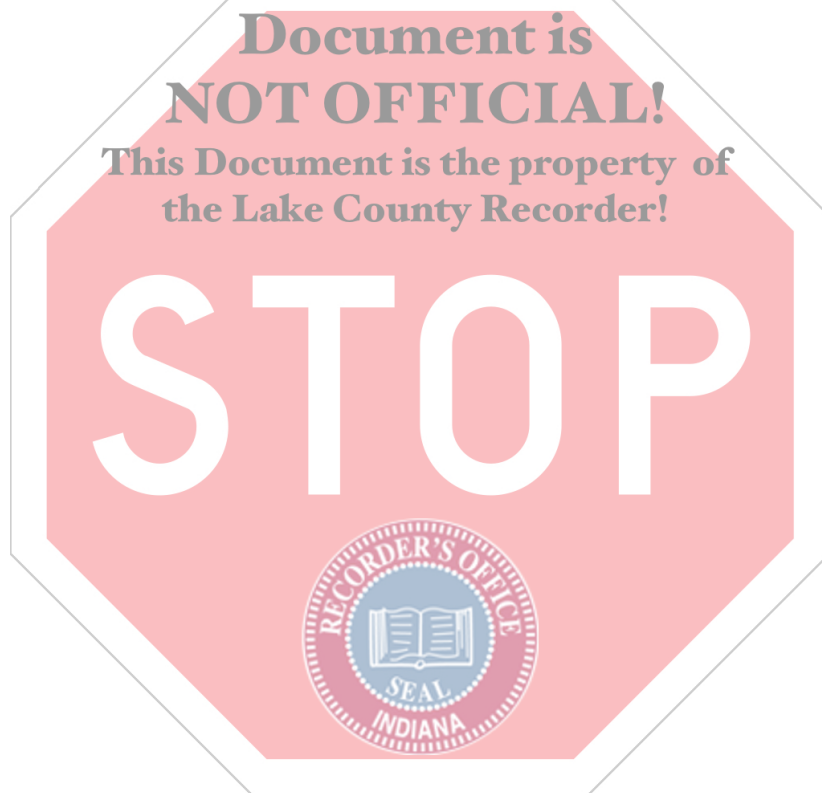 Document is
NOT OFFICIAL!
This Document is the property of
the Lake County Recorder!
STOP
RECORDER'S OFFICE
SEAL
INDIANA